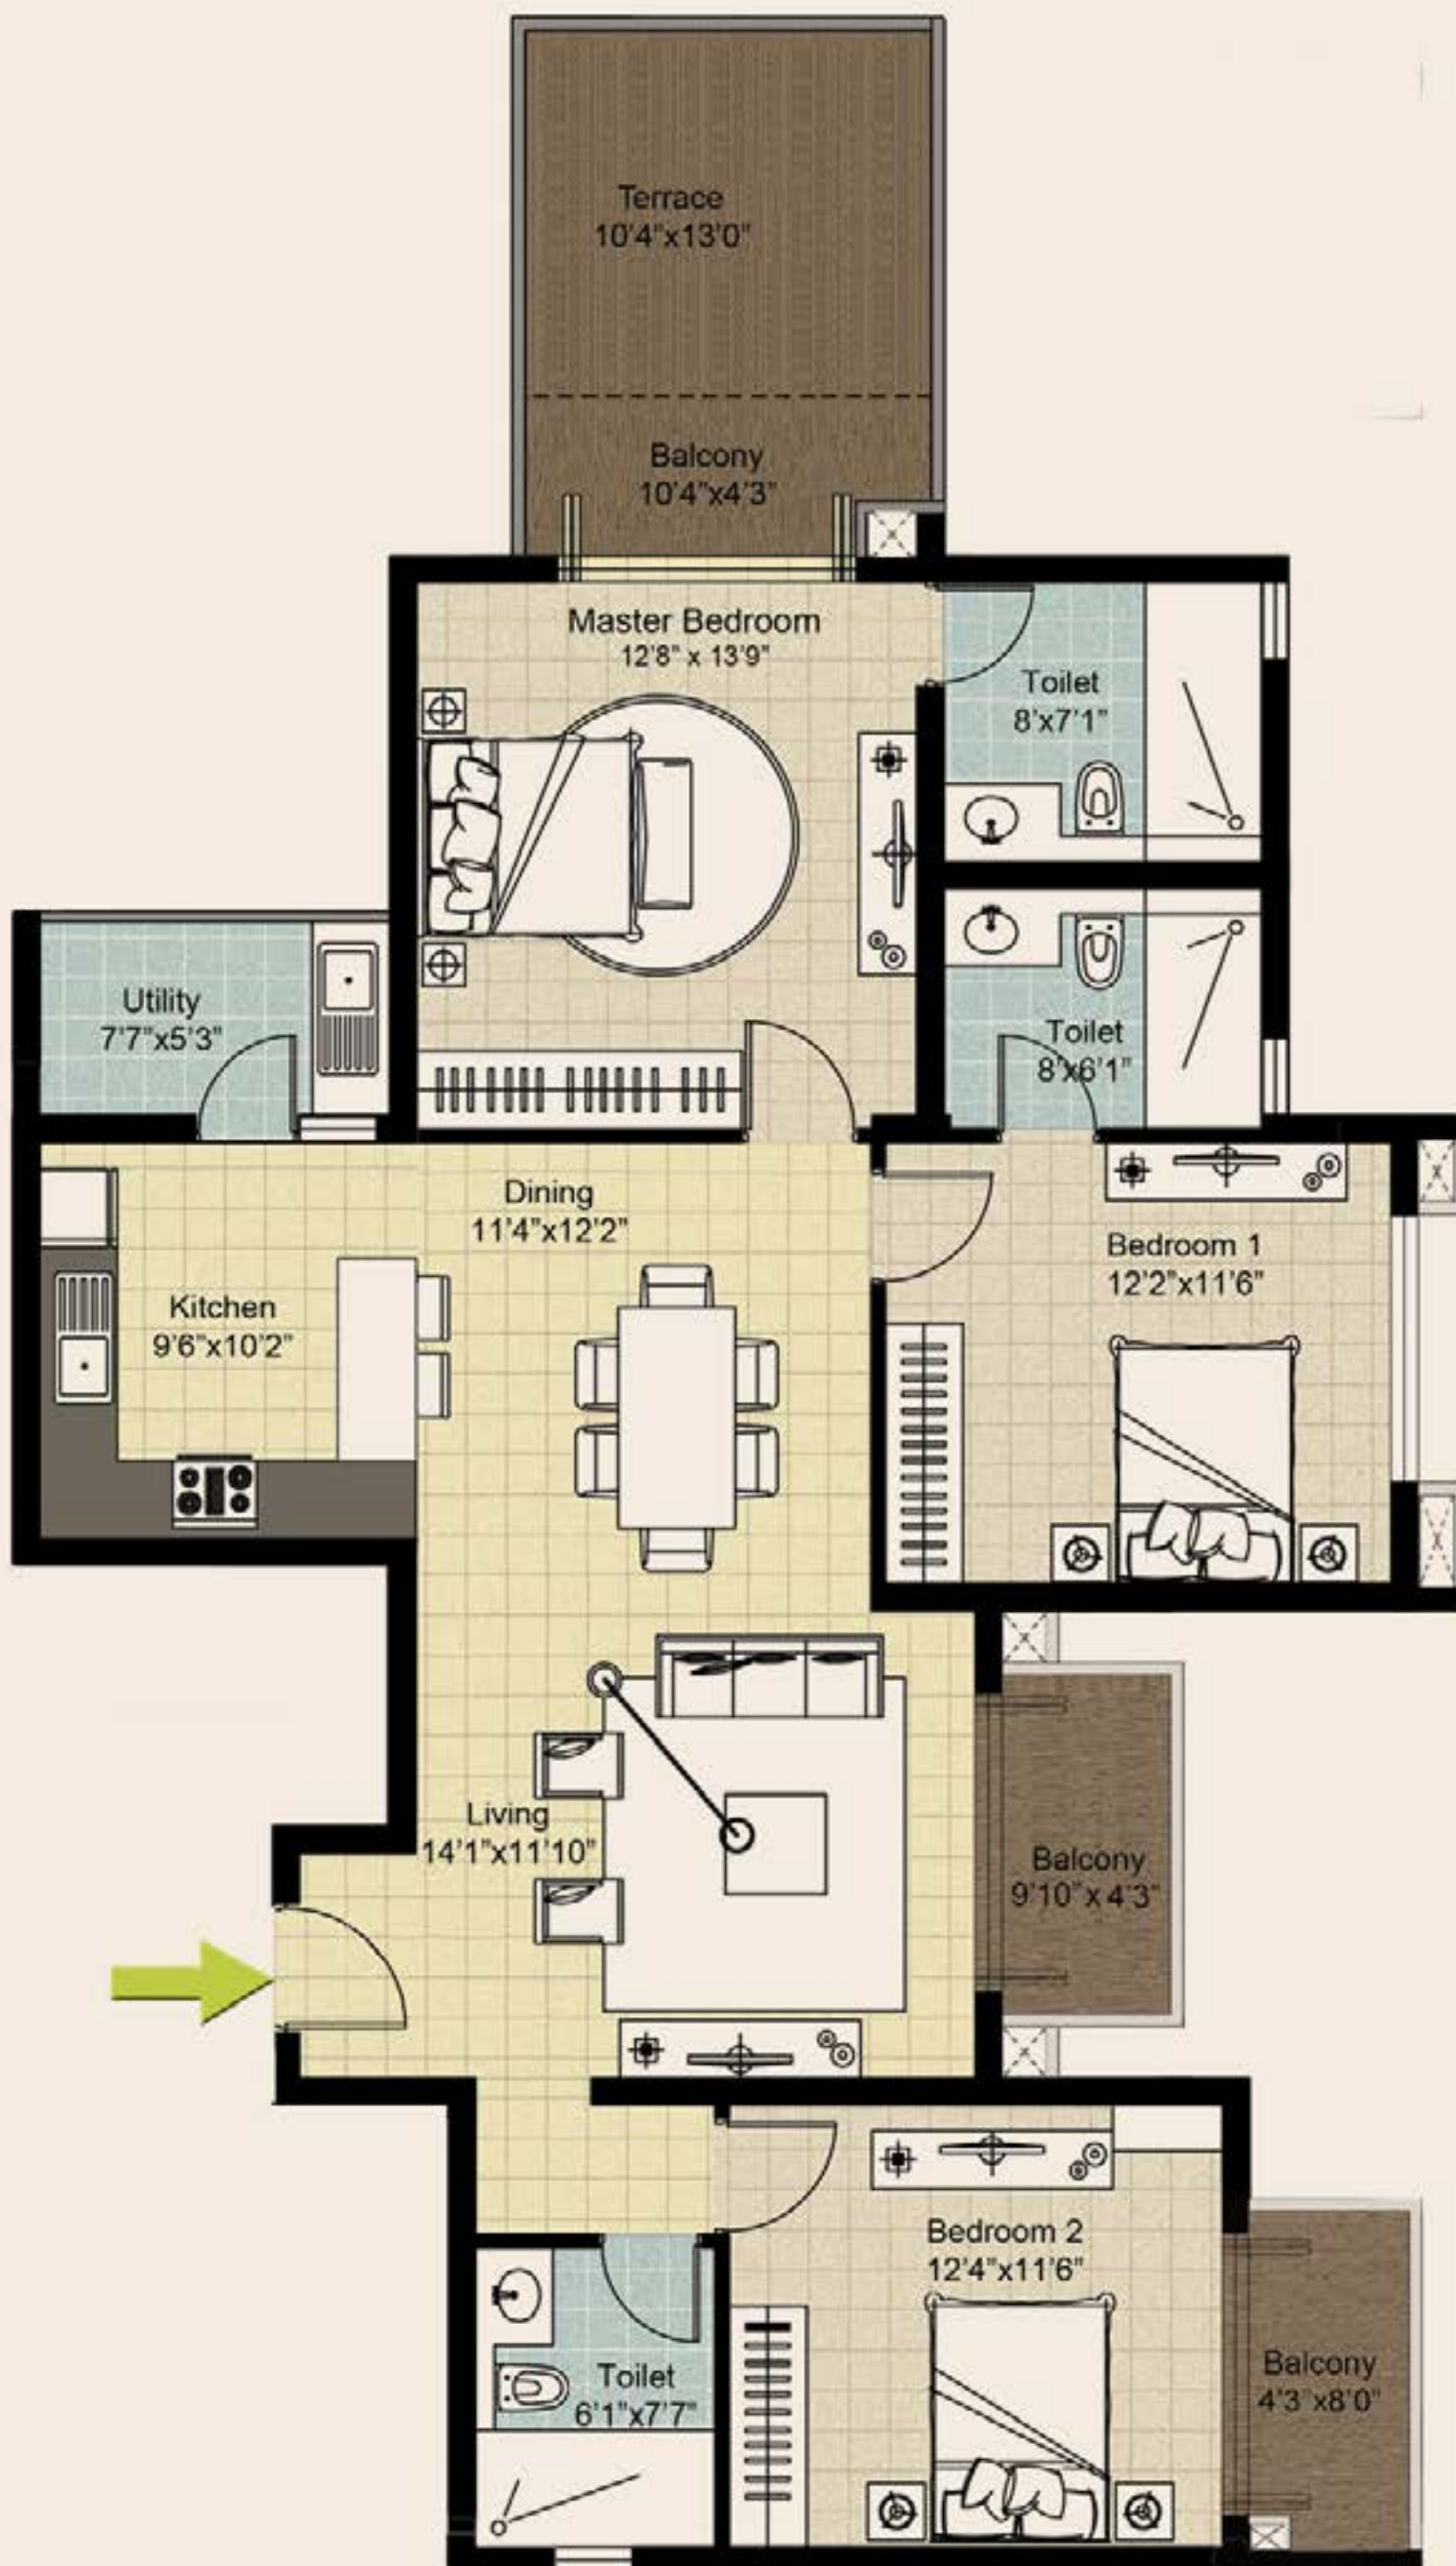 Terrace
10'4"x13'0"
Balcony
10'4"x4'3"
Master Bedroom
12'8" x 13'9"
Toilet
8'x7'1"
Utility
7'7"x5'3"
Toilet
8'x6'1"
Dining
11'4"x12'2"
Bedroom 1
12'2"x11'6"
Kitchen
9'6"x10'2"
Living
14'1"x11'10"
Balcony
9'10"x 4'3"
Bedroom 2
12'4"x11'6"
Toilet
6'1"x7'7"
Balcony
4'3"x8'0"